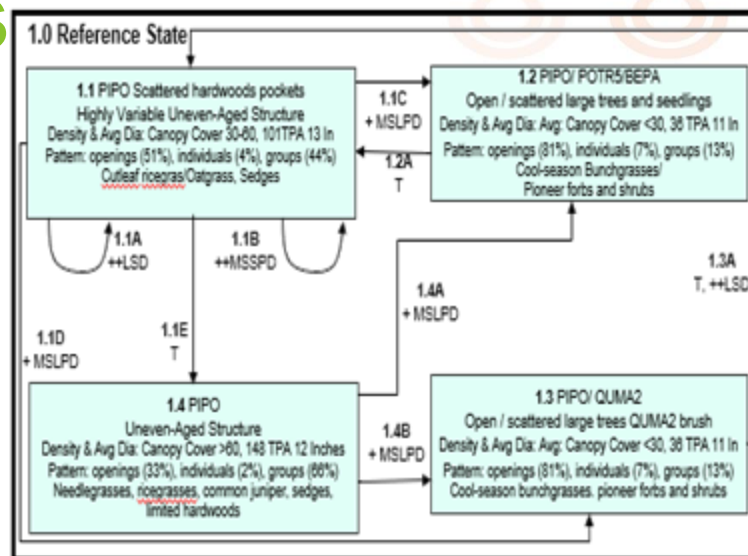 1.0 Reference State
1.1 PIPO Scattered hardwoods pockets
Highly Variable Uneven-Aged Structure
Density & Avg Dia: Canopy Cover 30-60, 101TPA 13 In
Pattern: openings (51%), individuals (4%), groups (44%)
Cutleaf ricegras/Oatgrass, Sedges
1.1C
+ MSLPD
1.2A
T
1.2 PIPO/ POTR5/BEPA
Open / scattered large trees and seedlings
Density & Avg Dia: Avg: Canopy Cover <30, 36 TPA 11 In
Pattern: openings (81%), individuals (7%), groups (13%)
Cool-season Bunchgrasses/
Pioneer forbs and shrubs
1.1A
++LSD
1.1B
++MSSPD
1.3A
T, ++LSD
1.4A
+ MSLPD
1.1D
+ MSLPD
1.1E
T
1.4 PIPO
Uneven-Aged Structure
Density & Avg Dia: Canopy Cover >60, 148 TPA 12 Inches
Pattern: openings (33%), individuals (2%), groups (66%)
Needlegrasses, ricegrasses, common juniper, sedges,
limited hardwoods
1.4B
+ MSLPD
1.3 PIPO/ QUMA2
Open / scattered large trees QUMA2 brush
Density & Avg Dia: Avg: Canopy Cover <30, 36 TPA 11 In
Pattern: openings (81%), individuals (7%), groups (13%)
Cool-season bunchgrasses. pioneer forbs and shrubs